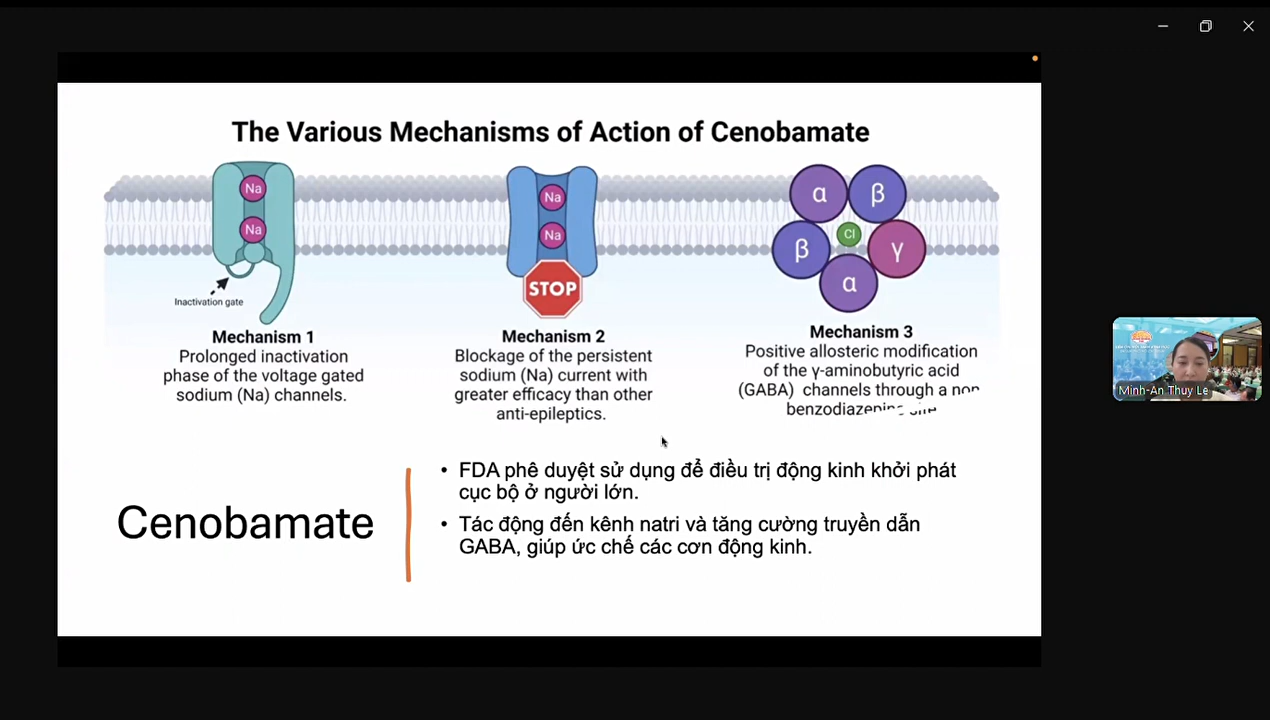 The Various Mechanisms of Action of Cenobamate
Na
Na
Inactivation gate
Mechanism 1
Prolonged inactivation
phase of the voltage gated
sodium (Na) channels.
Na
Na
STOP
Mechanism 2
Blockage of the persistent
sodium (Na) current with
greater efficacy than other
anti-epileptics.
α
β
β
Cl
γ
α
Mechanism 3
Positive allosteric modification
of the γ-aminobutyric acid
(GABA) channels through a non
benzodiazepine site
Cenobamate
• FDA phê duyệt sử dụng để điều trị động kinh khởi phát
cục bộ ở người lớn.
• Tác động đến kênh natri và tăng cường truyền dẫn
GABA, giúp ức chế các cơn động kinh.
Minh-An Thuy Le